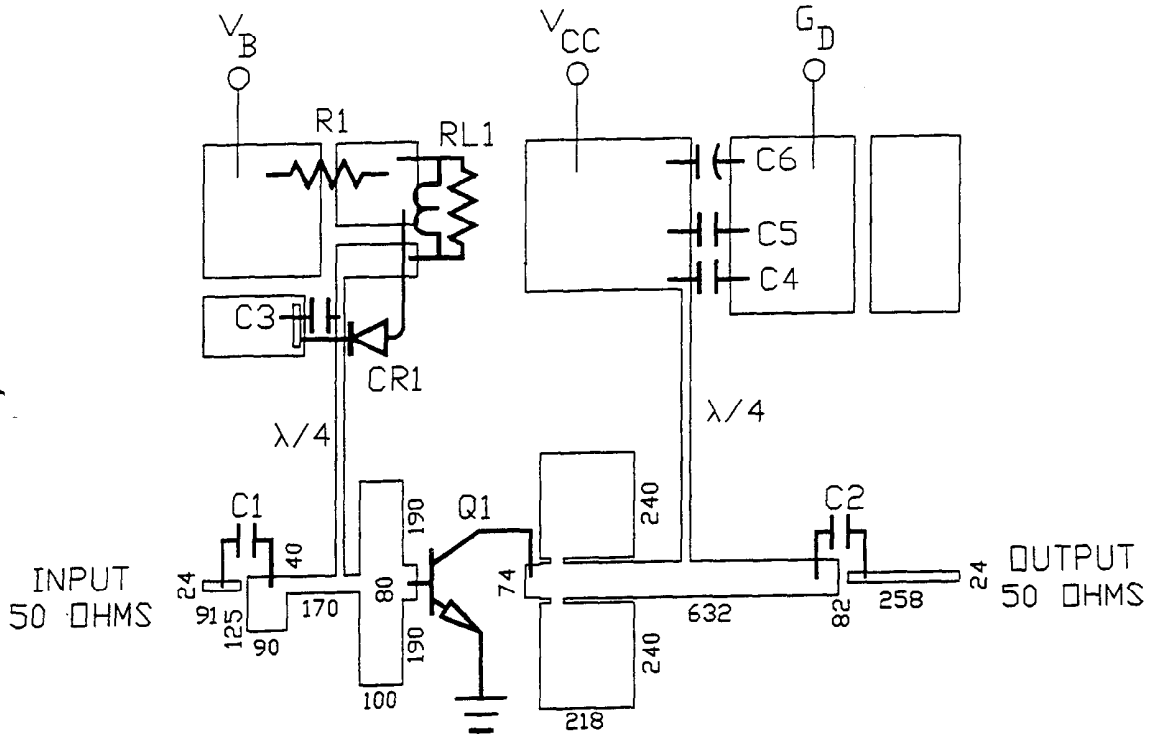 V_B
V_CC
G_D
R1
RL1
C6
C5
C4
C3
CR1
λ/4
λ/4
C1
190
Q1
240
C2
40
INPUT
50 OHMS
24
91
125
90
170
80
190
100
74
240
218
632
82
258
24
OUTPUT
50 OHMS